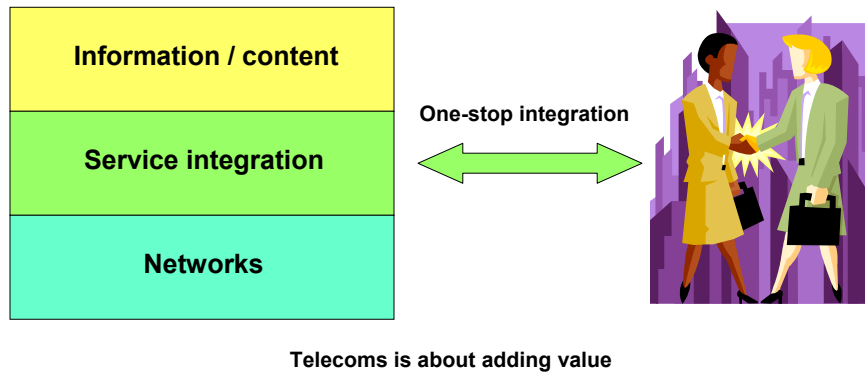 Information / content
One-stop integration
Service integration
Networks
Telecoms is about adding value